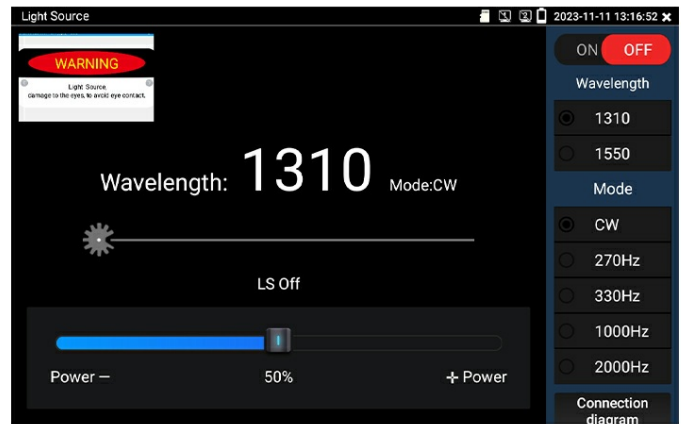 Light Source
1 2 2023-11-11 13:16:52
WARNING
Light Source,
damage to the eyes, to avoid eye contact.
Wavelength: 1310 Mode:CW
LS Off
Power −
50%
+ Power
ON OFF
Wavelength
1310
1550
Mode
CW
270Hz
330Hz
1000Hz
2000Hz
Connection
diagram